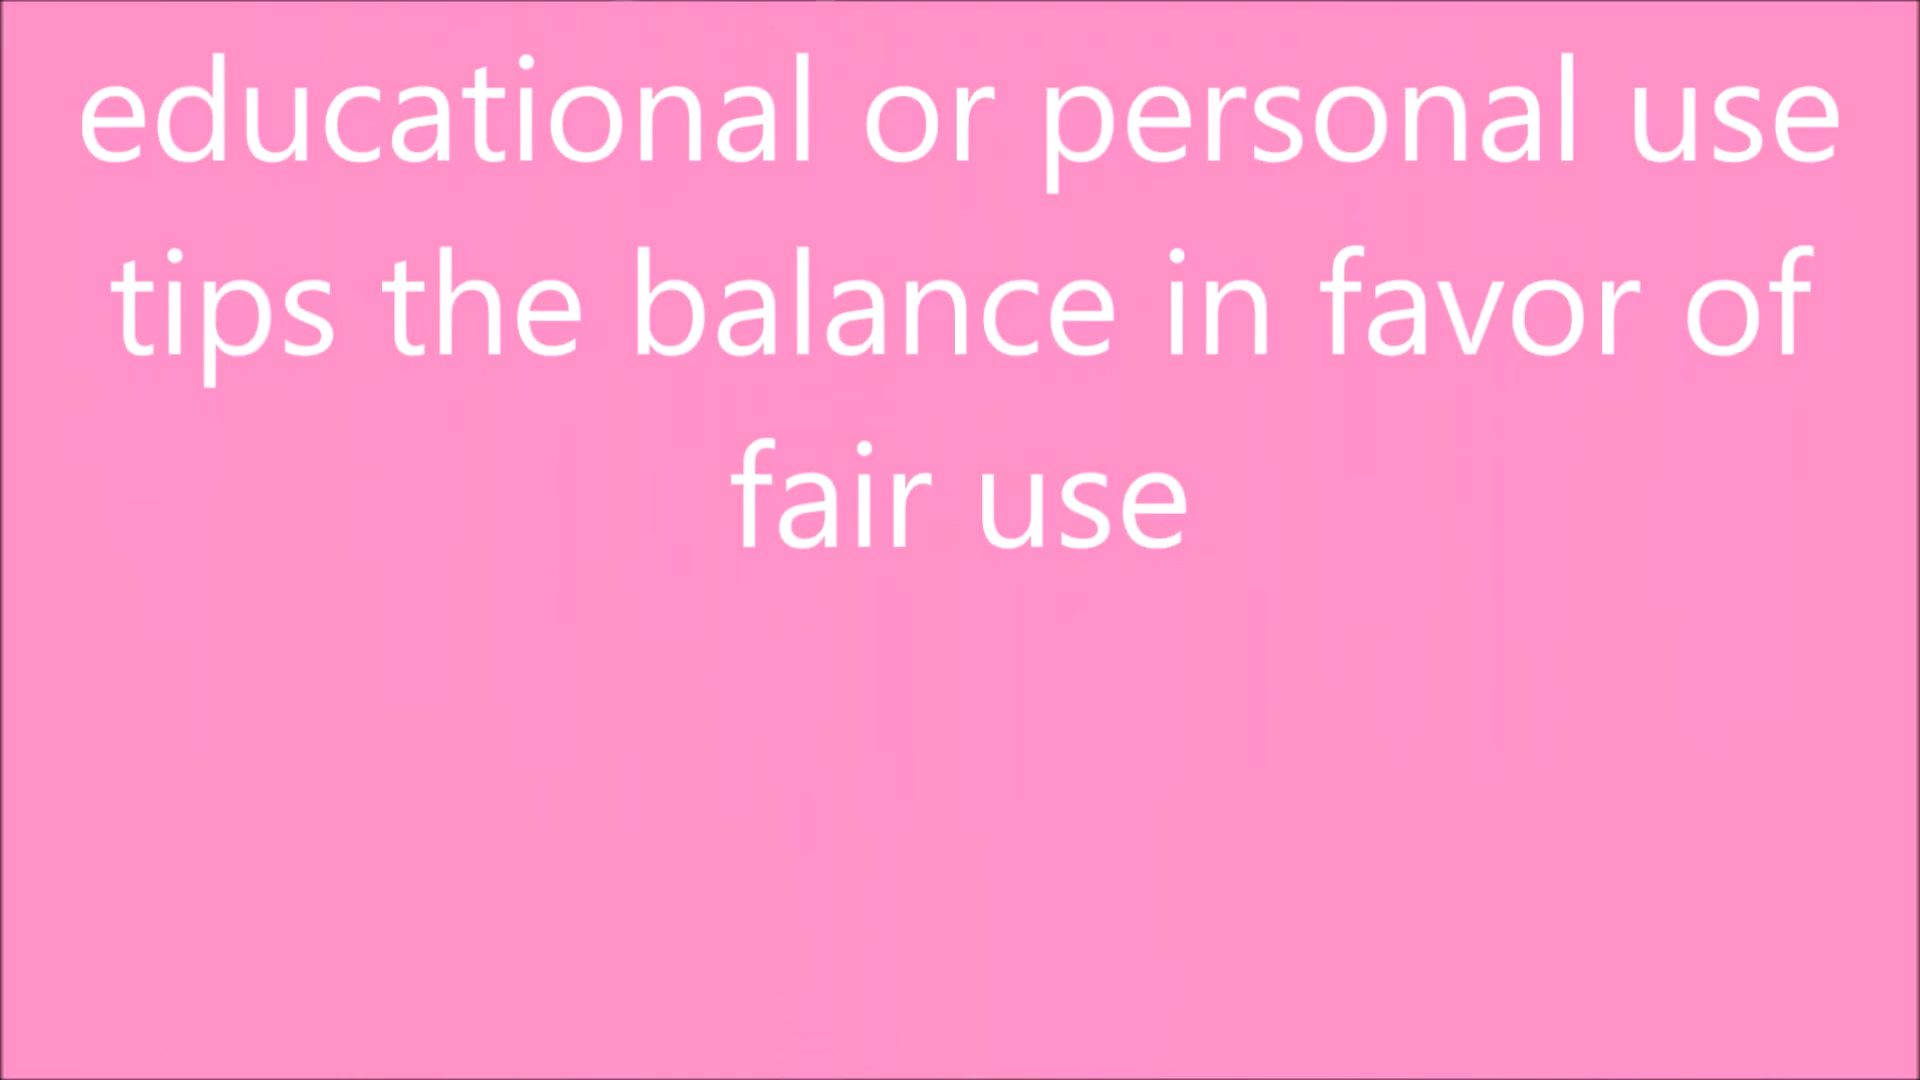 educational or personal use
tips the balance in favor of
fair use